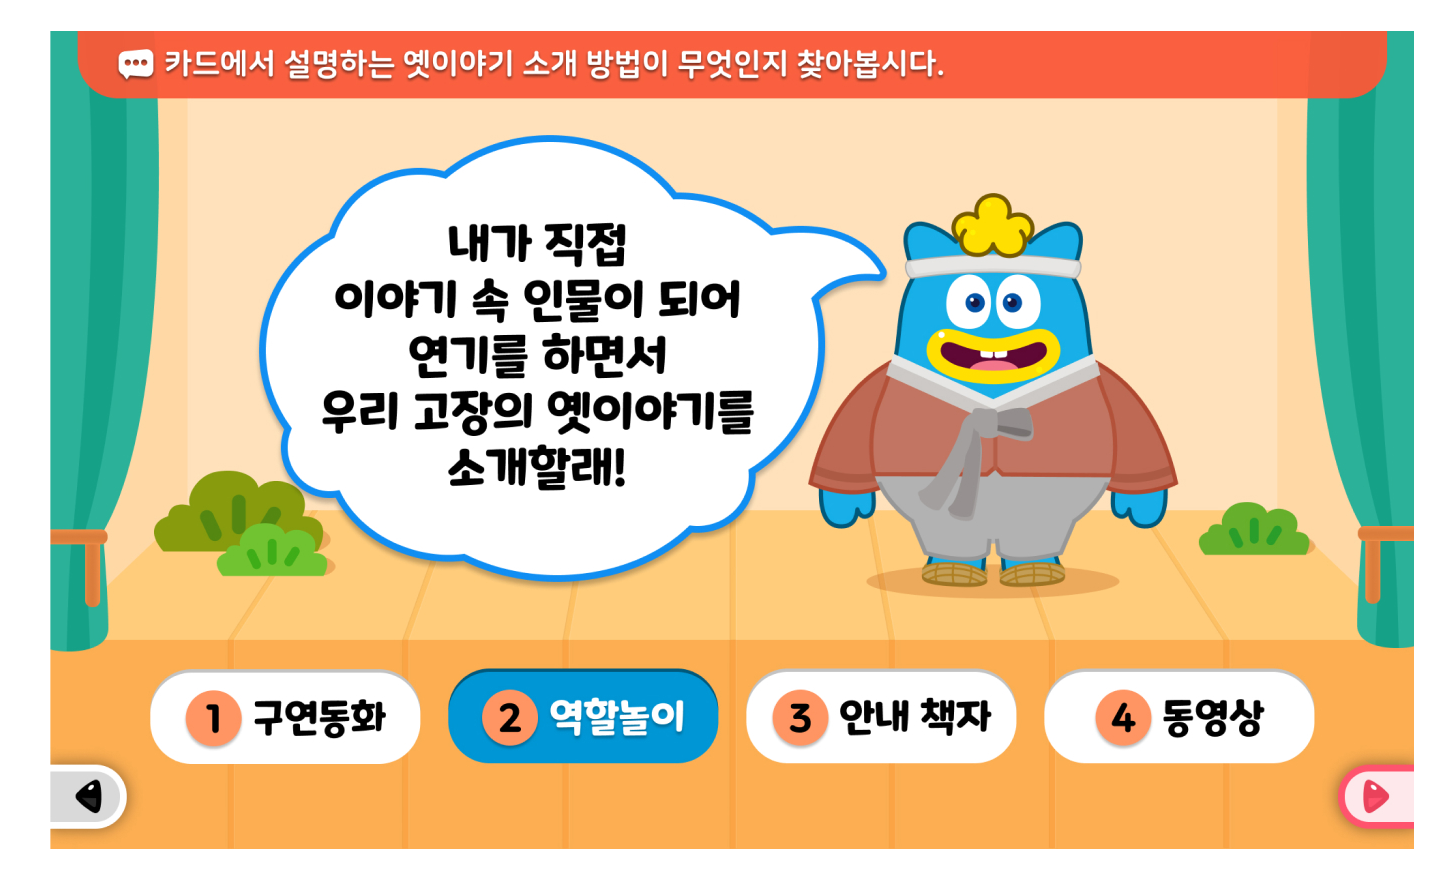 카드에서 설명하는 옛이야기 소개 방법이 무엇인지 찾아봅시다.
내가 직접
이야기 속 인물이 되어
연기를 하면서
우리 고장의 옛이야기를
소개할래!
1 구연동화
2 역할놀이
3 안내 책자
4 동영상